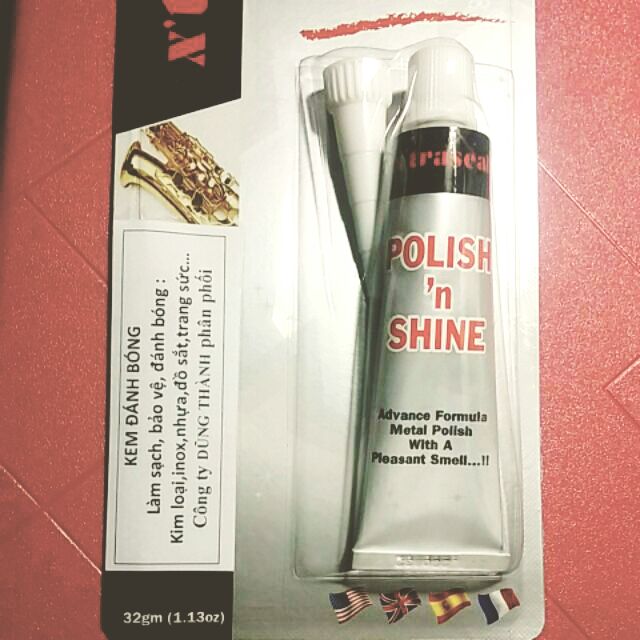 X't
xtraseal
POLISH
'n
SHINE
Advance Formula
Metal Polish
With A
Pleasant Smell...!!
KEM ĐÁNH BÓNG
Làm sạch, bảo vệ, đánh bóng :
Kim loại,inox,nhựa,đồ sắt,trang sức...
Công ty DŨNG THÀNH phân phối
32gm (1.13oz)